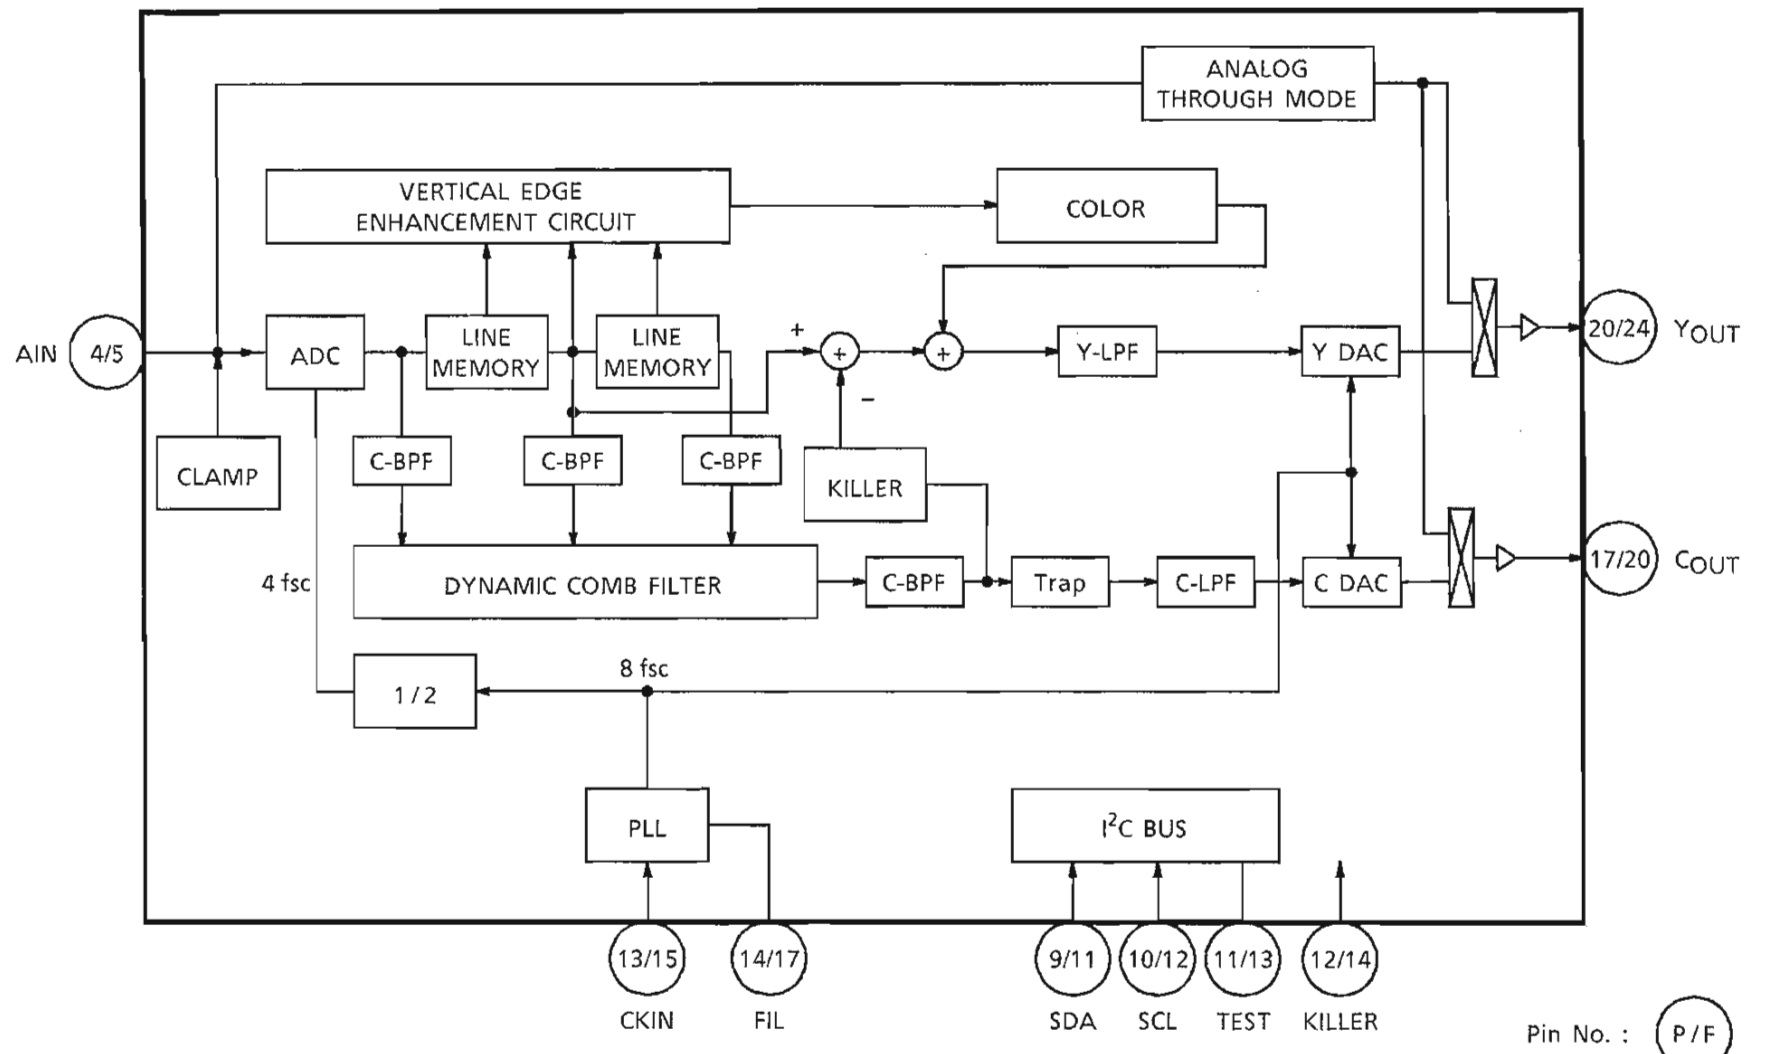 ANALOG
THROUGH MODE
VERTICAL EDGE
ENHANCEMENT CIRCUIT
COLOR
AIN
4/5
ADC
LINE
MEMORY
LINE
MEMORY
+
+
+
−
Y-LPF
Y DAC
20/24
YOUT
CLAMP
C-BPF
C-BPF
C-BPF
KILLER
4 fsc
DYNAMIC COMB FILTER
C-BPF
Trap
C-LPF
C DAC
17/20
COUT
1/2
8 fsc
PLL
I²C BUS
13/15
14/17
9/11
10/12
11/13
12/14
CKIN
FIL
SDA
SCL
TEST
KILLER
Pin No. : P/F